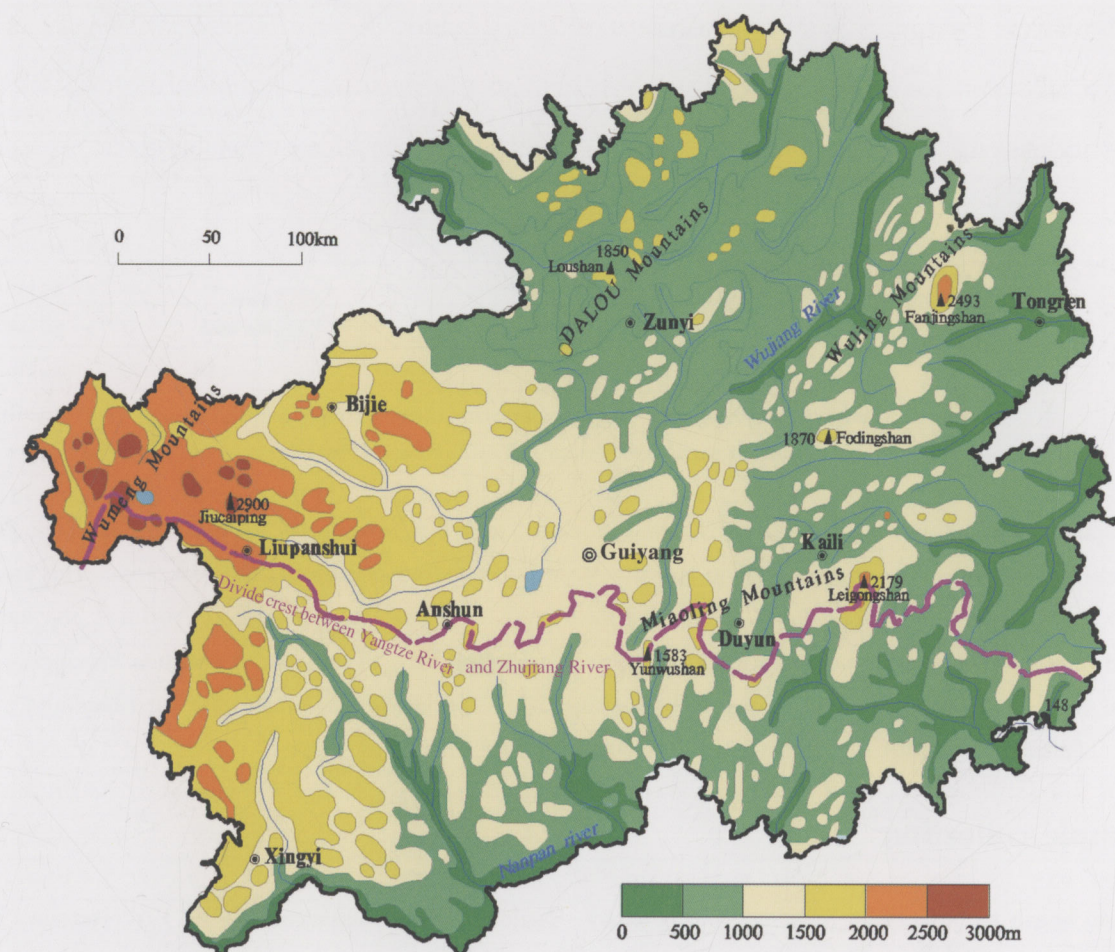 0 50 100km
1850
Loushan
DALOU Mountains
Zunyi
Wujiang River
Wuling Mountains
2493
Fanjingshan
Tongren
Bijie
1870
Fodingshan
Wumeng Mountains
2900
Jiucaiping
Liupanshui
Guiyang
Kaili
2179
Leigongshan
Miaoling Mountains
Anshun
Duyun
Divide crest between Yangtze River and Zhujiang River
1583
Yunwushan
148
Nanpan river
Xingyi
0 500 1000 1500 2000 2500 3000m